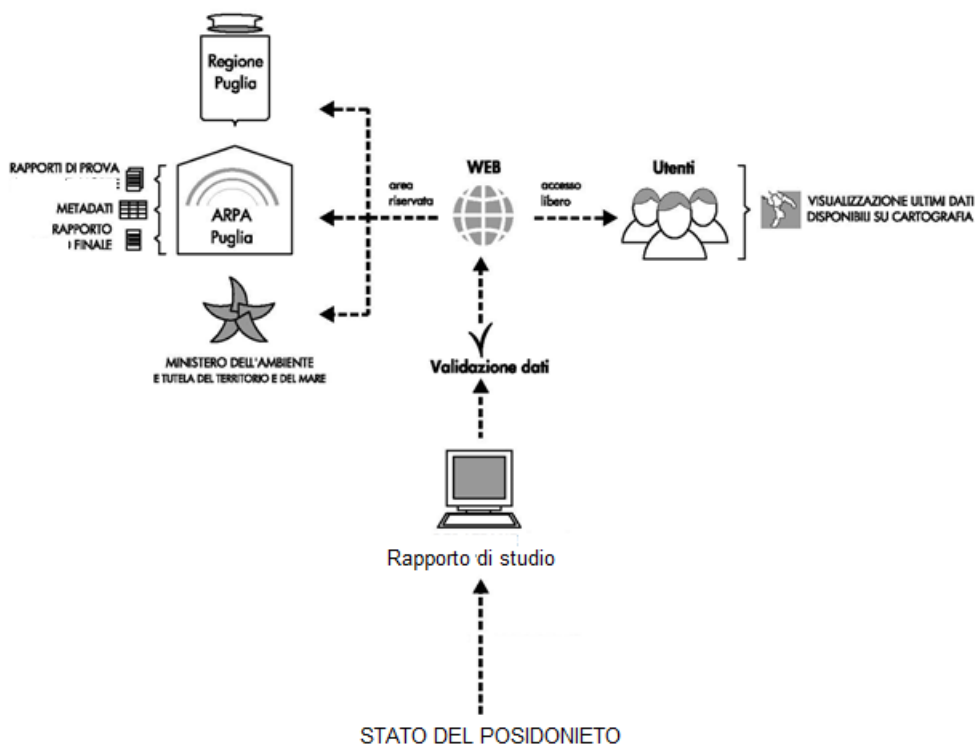 Regione
Puglia
RAPPORTI DI PROVA
METADATI
RAPPORTO
FINALE
ARPA
Puglia
area
riservata
WEB
accesso
libero
Utenti
VISUALIZZAZIONE ULTIMI DATI
DISPONIBILI SU CARTOGRAFIA
MINISTERO DELL'AMBIENTE
E TUTELA DEL TERRITORIO E DEL MARE
Validazione dati
Rapporto di studio
STATO DEL POSIDONIETO